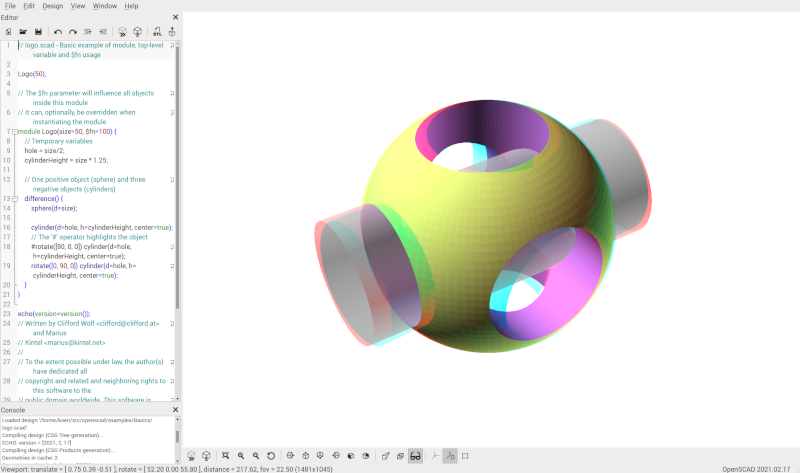 File Edit Design View Window Help
Editor
STL
1 // logo.scad - Basic example of module, top-level
variable and $fn usage
2
3 Logo(50);
4
5 // The $fn parameter will influence all objects
inside this module
6 // It can, optionally, be overridden when
instantiating the module
7 module Logo(size=50, $fn=100) {
8 // Temporary variables
9 hole = size/2;
10 cylinderHeight = size * 1.25;
11
12 // One positive object (sphere) and three
negative objects (cylinders)
13 difference() {
14 sphere(d=size);
15
16 cylinder(d=hole, h=cylinderHeight, center=true);
17 // The '#' operator highlights the object
18 #rotate([90, 0, 0]) cylinder(d=hole,
h=cylinderHeight, center=true);
19 rotate([0, 90, 0]) cylinder(d=hole, h=
cylinderHeight, center=true);
20 }
21 }
22
23 echo(version=version());
24 // Written by Clifford Wolf <clifford@clifford.at>
and Marius
25 // Kintel <marius@kintel.net>
26 //
27 // To the extent possible under law, the author(s)
have dedicated all
28 // copyright and related and neighboring rights to
this software to the
29 // public domain worldwide. This software is
Console
Loaded design '/home/kreen/src/openscad/examples/Basics/
logo.scad'.
Compiling design (CSG Tree generation)...
ECHO: version = [2021, 2, 17]
Compiling design (CSG Products generation)...
Geometries in cache: 2
Viewport: translate = [ 0.75 0.39 -0.51 ], rotate = [ 52.20 0.00 55.80 ], distance = 217.62, fov = 22.50 (1481x1045)
OpenSCAD 2021.02.17